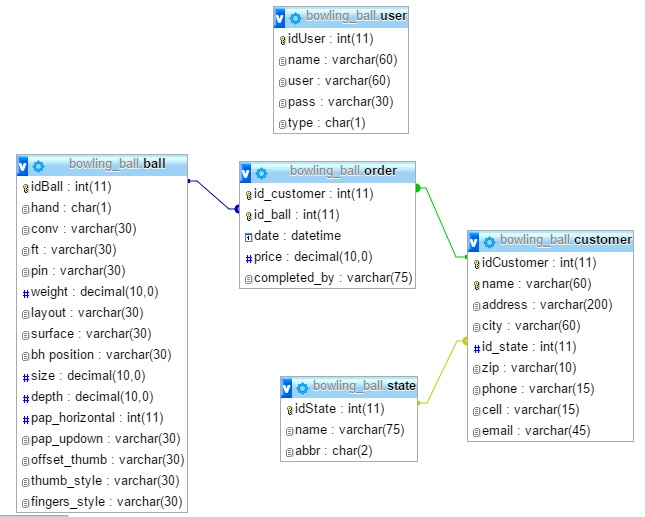 bowling_ball.user
idUser : int(11)
name : varchar(60)
user : varchar(60)
pass : varchar(30)
type : char(1)
bowling_ball.ball
idBall : int(11)
hand : char(1)
conv : varchar(30)
ft : varchar(30)
pin : varchar(30)
weight : decimal(10,0)
layout : varchar(30)
surface : varchar(30)
bh position : varchar(30)
size : decimal(10,0)
depth : decimal(10,0)
pap_horizontal : int(11)
pap_updown : varchar(30)
offset_thumb : varchar(30)
thumb_style : varchar(30)
fingers_style : varchar(30)
bowling_ball.order
id_customer : int(11)
id_ball : int(11)
date : datetime
price : decimal(10,0)
completed_by : varchar(75)
bowling_ball.customer
idCustomer : int(11)
name : varchar(60)
address : varchar(200)
city : varchar(60)
id_state : int(11)
zip : varchar(10)
phone : varchar(15)
cell : varchar(15)
email : varchar(45)
bowling_ball.state
idState : int(11)
name : varchar(75)
abbr : char(2)